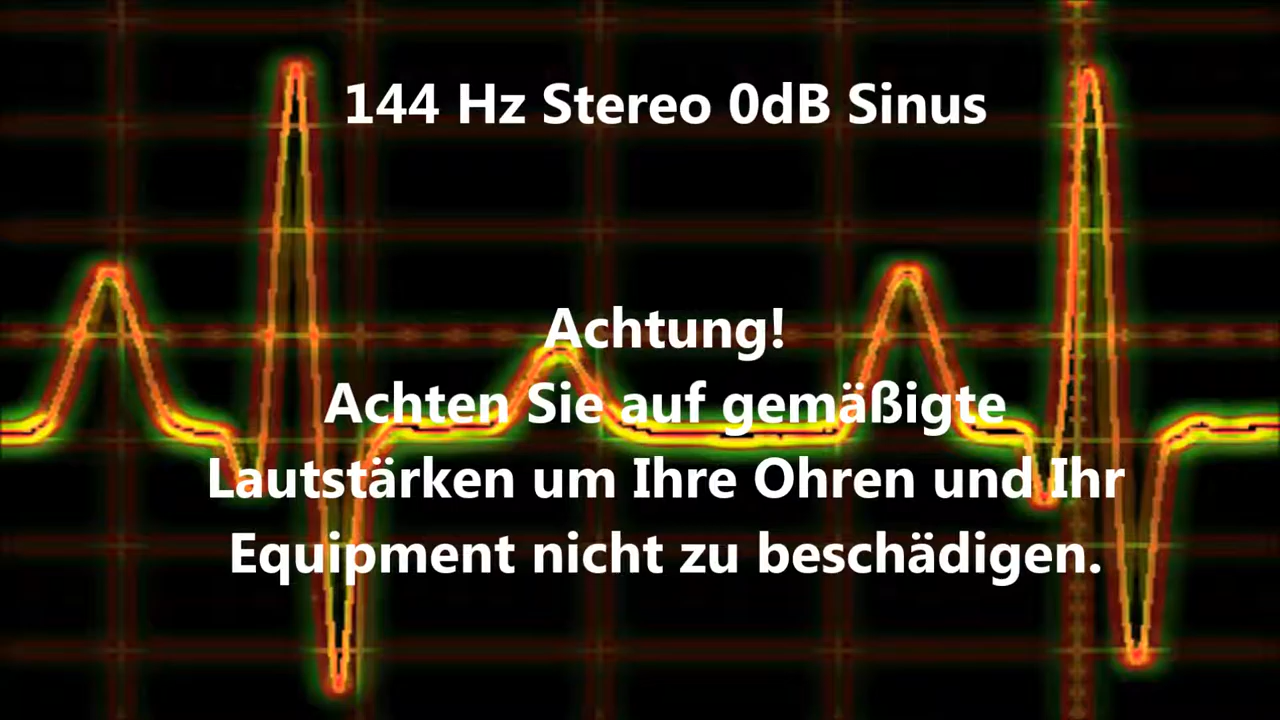 144 Hz Stereo 0dB Sinus
Achtung!
Achten Sie auf gemäßigte
Lautstärken um Ihre Ohren und Ihr
Equipment nicht zu beschädigen.